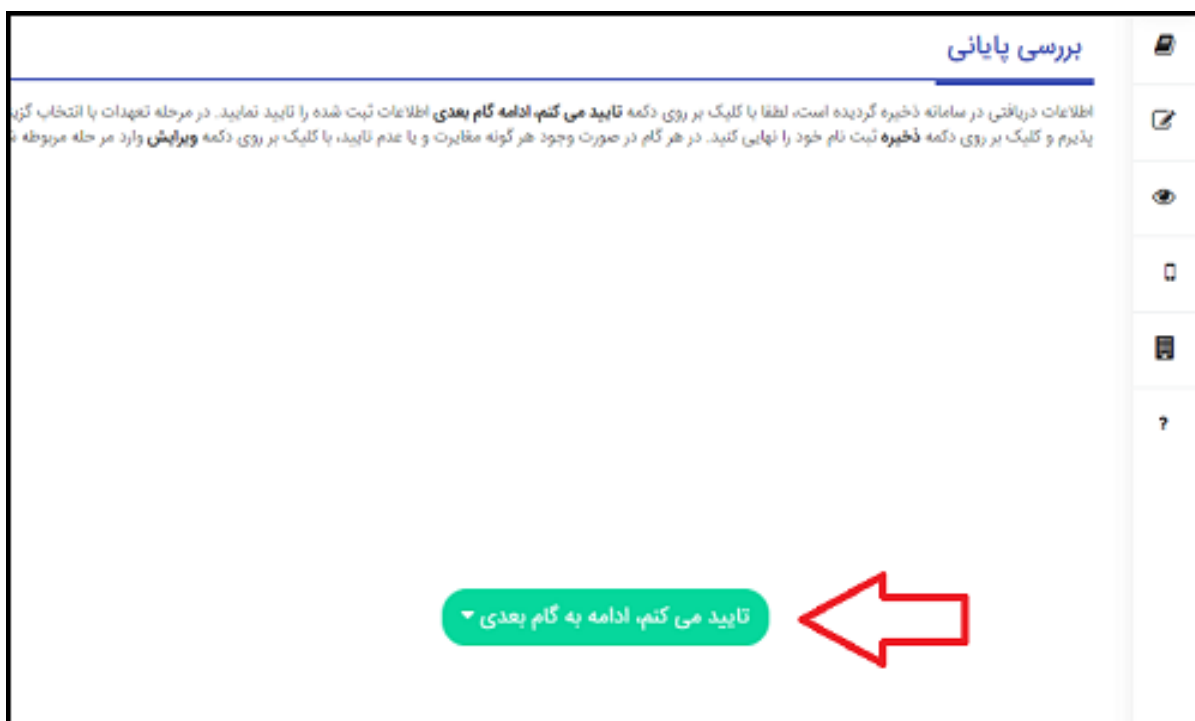 بررسی پایانی
اطلاعات دریافتی در سامانه ذخیره گردیده است، لطفا با کلیک بر روی دکمه تایید می کنم، ادامه گام بعدی اطلاعات ثبت شده را تایید نمایید. در مرحله تعهدات با انتخاب
پذیرم و کلیک بر روی دکمه ذخیره ثبت نام خود را نهایی کنید. در هر گام در صورت وجود هر گونه مغایرت و یا عدم تایید، با کلیک بر روی دکمه ویرایش وارد مر حله مربوطه
?
تایید می کنم، ادامه به گام بعدی